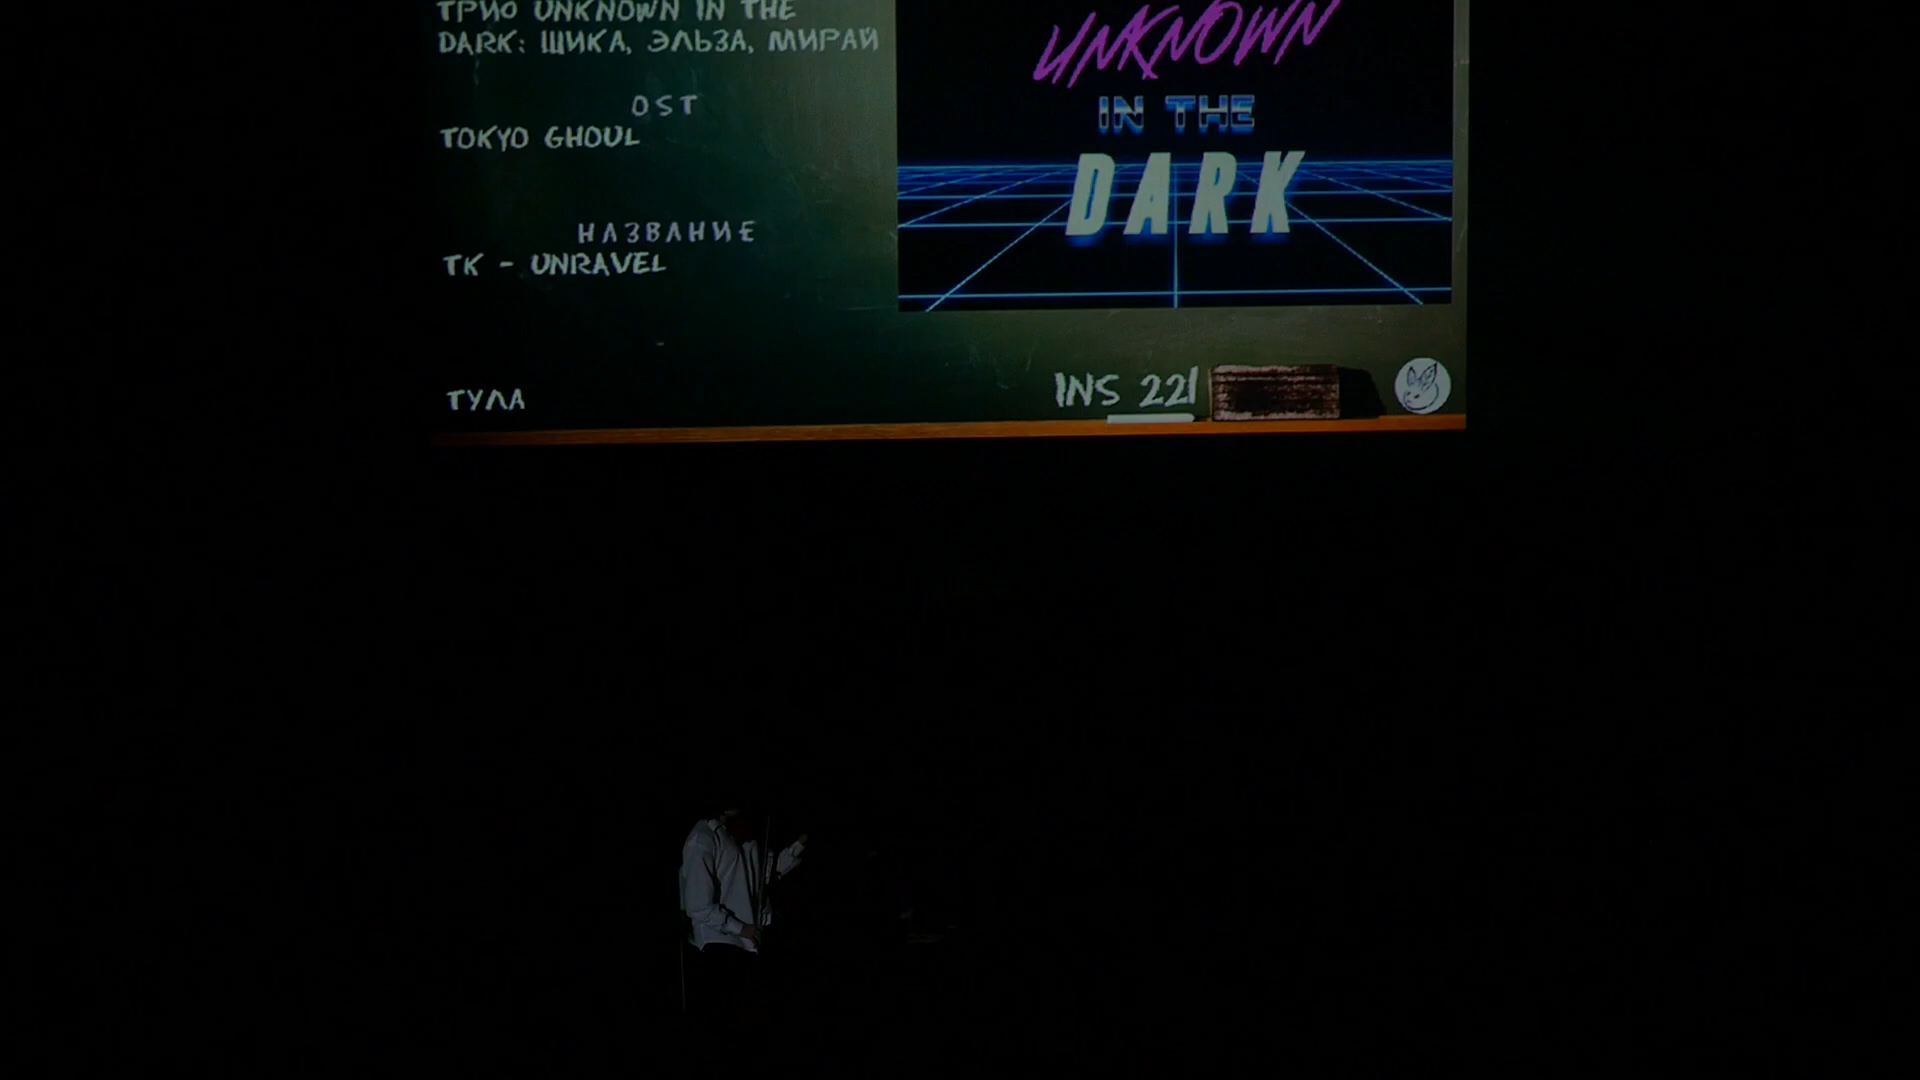 ТРИО UNKNOWN IN THE
DARK: ШИКА, ЭЛЬЗА, МИРАЙ
OST
TOKYO GHOUL
НАЗВАНИЕ
TK - UNRAVEL
ТУЛА
UNKNOWN
IN THE
DARK
INS 221